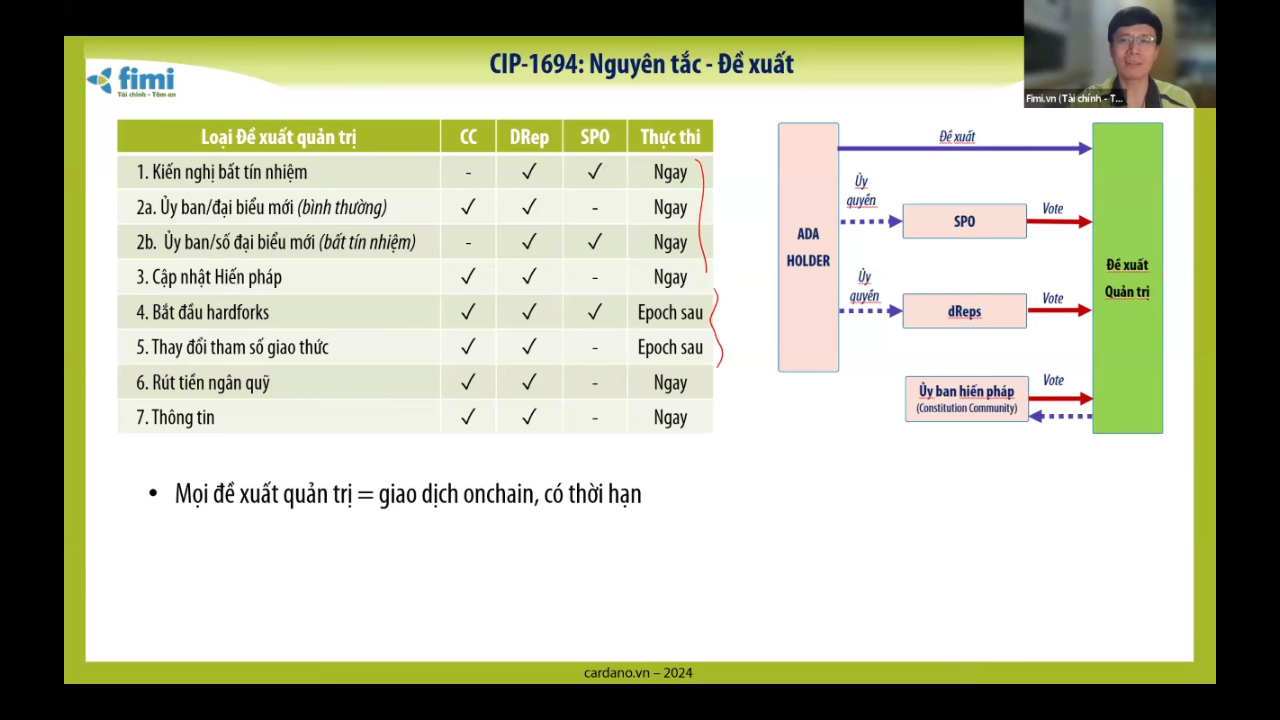 CIP-1694: Nguyên tắc - Đề xuất
fimi
Tài chính - Tâm an
Fimi.vn (Tài chính - T...
Loại Đề xuất quản trị CC DRep SPO Thực thi
1. Kiến nghị bất tín nhiệm - ✓ ✓ Ngay
2a. Ủy ban/đại biểu mới (bình thường) ✓ ✓ - Ngay
2b. Ủy ban/số đại biểu mới (bất tín nhiệm) - ✓ ✓ Ngay
3. Cập nhật Hiến pháp ✓ ✓ - Ngay
4. Bắt đầu hardforks ✓ ✓ ✓ Epoch sau
5. Thay đổi tham số giao thức ✓ ✓ - Epoch sau
6. Rút tiền ngân quỹ ✓ ✓ - Ngay
7. Thông tin ✓ ✓ - Ngay
ADA
HOLDER
Đề xuất
Ủy
quyền
SPO
Vote
Ủy
quyền
dReps
Vote
Ủy ban hiến pháp
(Constitution Community)
Vote
Đề xuất
Quản trị
• Mọi đề xuất quản trị = giao dịch onchain, có thời hạn
cardano.vn – 2024